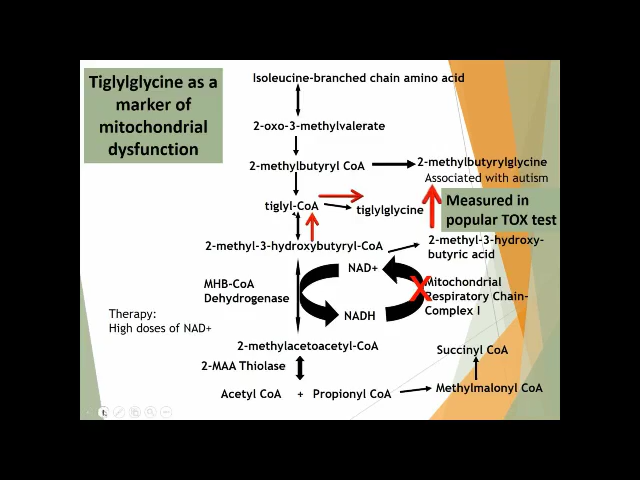 Tiglylglycine as a
marker of
mitochondrial
dysfunction
Isoleucine-branched chain amino acid
2-oxo-3-methylvalerate
2-methylbutyryl CoA
2-methylbutyrylglycine
Associated with autism
tiglyl-CoA
tiglylglycine
Measured in
popular TOX test
2-methyl-3-hydroxybutyryl-CoA
2-methyl-3-hydroxy-
butyric acid
NAD+
MHB-CoA
Dehydrogenase
Mitochondrial
Respiratory Chain-
Complex I
NADH
Therapy:
High doses of NAD+
2-methylacetoacetyl-CoA
Succinyl CoA
2-MAA Thiolase
Acetyl CoA + Propionyl CoA
Methylmalonyl CoA